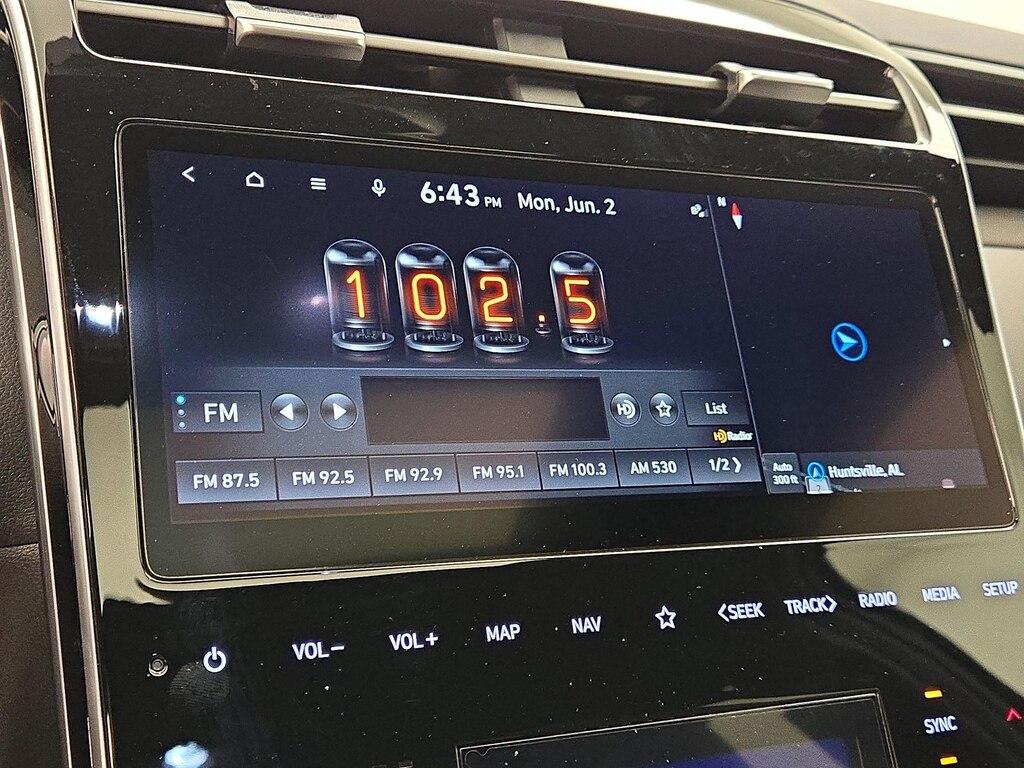 6:43 PM Mon, Jun. 2
N
102.5
FM
HD
List
HD Radio
FM 87.5
FM 92.5
FM 92.9
FM 95.1
FM 100.3
AM 530
1/2
Auto
300 ft
Huntsville, AL
VOL-
VOL+
MAP
NAV
SEEK
TRACK
RADIO
MEDIA
SETUP
SYNC